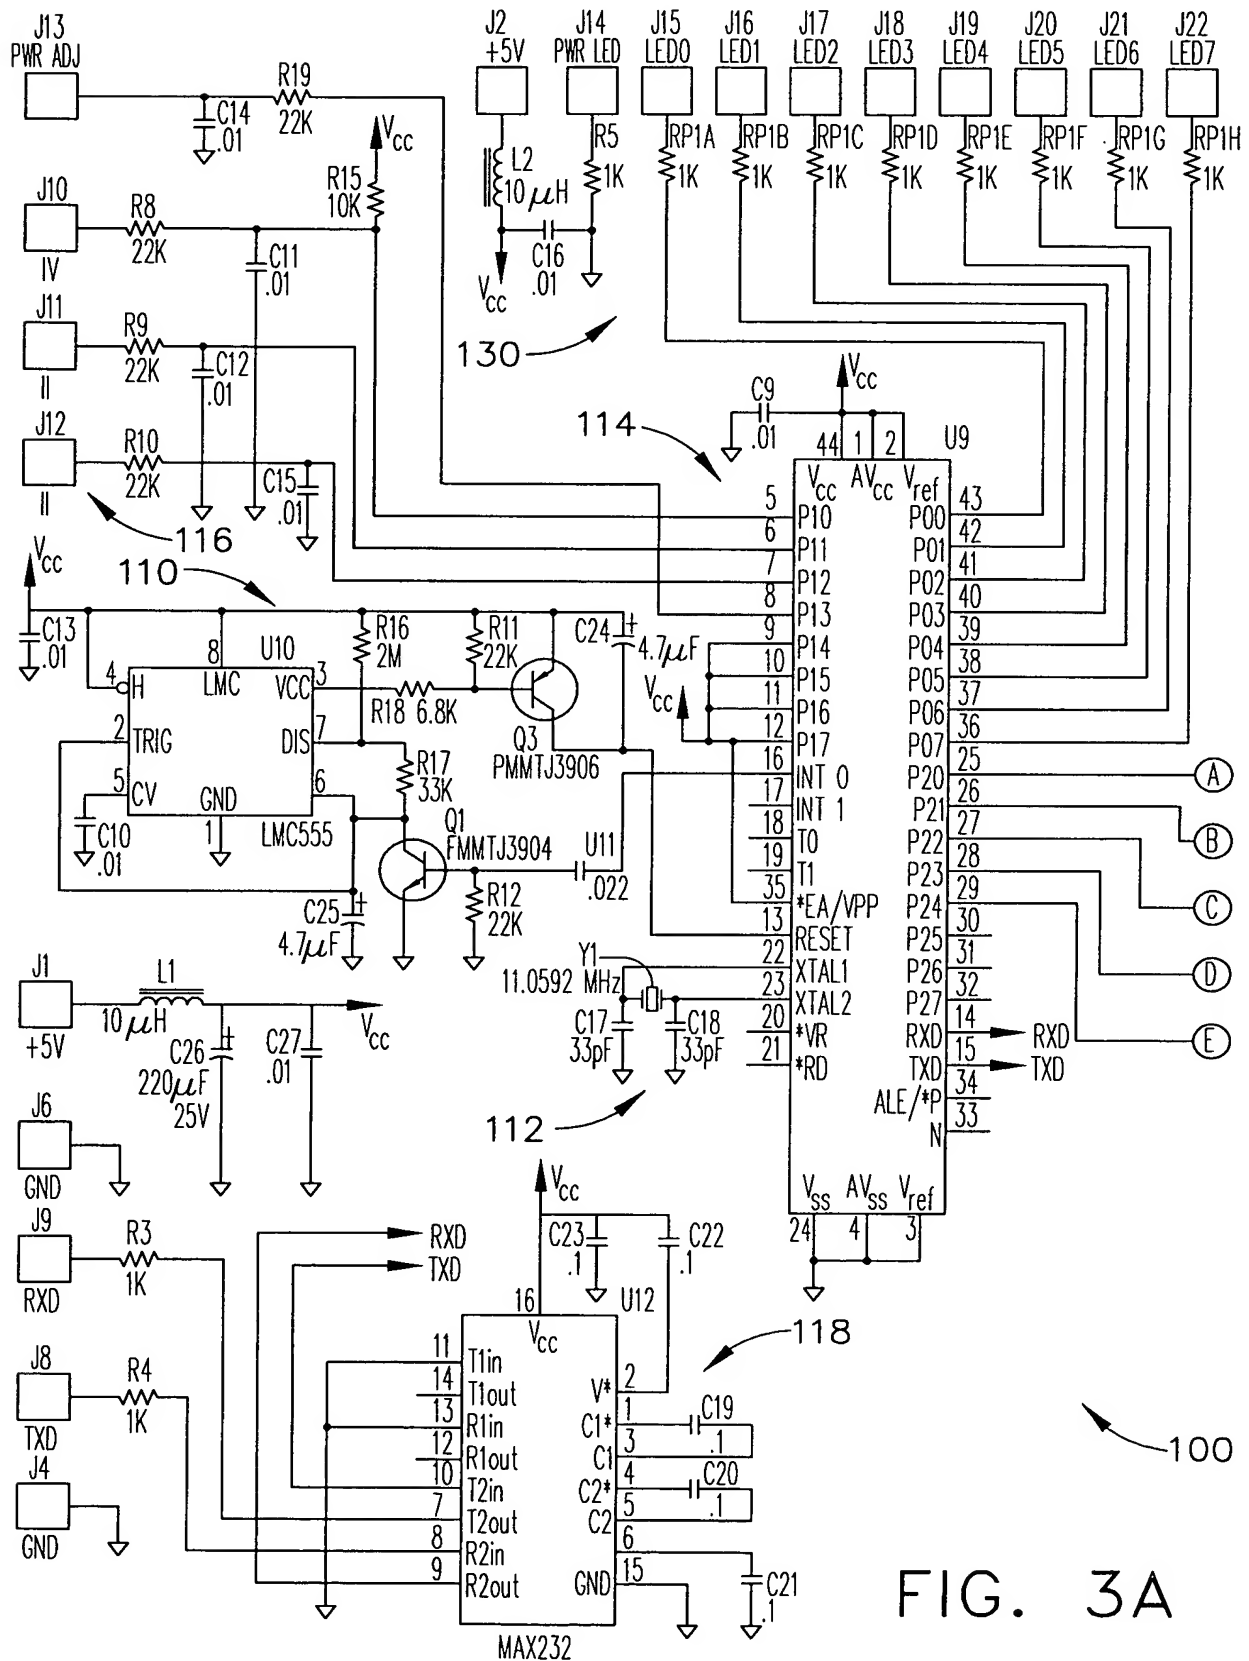 J13
PWR ADJ
C14
.01
R19
22K
Vcc
R15
10K
J10
IV
R8
22K
C11
.01
J11
II
R9
22K
C12
.01
J12
II
R10
22K
C15
.01
116
J2
+5V
L2
10 μH
Vcc
C16
.01
J14
PWR LED
R5
1K
130
J15
LED0
RP1A
1K
J16
LED1
RP1B
1K
J17
LED2
RP1C
1K
J18
LED3
RP1D
1K
J19
LED4
RP1E
1K
J20
LED5
RP1F
1K
J21
LED6
RP1G
1K
J22
LED7
RP1H
1K
114
C9
.01
Vcc
44 1 2
U9
Vcc AVcc Vref
5 P10
6 P11
7 P12
8 P13
9 P14
10 P15
11 P16
12 P17
16 INT 0
17 INT 1
18 T0
19 T1
35 *EA/VPP
13 RESET
22 XTAL1
23 XTAL2
20 *VR
21 *RD
P00 43
P01 42
P02 41
P03 40
P04 39
P05 38
P06 37
P07 36
P20 25
P21 26
P22 27
P23 28
P24 29
P25 30
P26 31
P27 32
RXD 14 RXD
TXD 15 TXD
ALE/*P 34
N 33
Vss AVss Vref
24 4 3
A
B
C
D
E
Vcc
110
C13
.01
U10
4 H
8
LMC
VCC 3
2 TRIG
DIS 7
5 CV
6
GND
1
LMC555
C10
.01
R16
2M
R11
22K
R18 6.8K
C24 +
4.7μF
Q3
PMMTJ3906
R17
33K
Q1
FMMTJ3904
U11
.022
R12
22K
C25 +
4.7μF
Vcc
Y1
11.0592 MHz
C17
33pF
C18
33pF
112
J1
+5V
L1
10 μH
C26 +
220μF
25V
C27
.01
Vcc
J6
GND
J9
RXD
R3
1K
J8
TXD
R4
1K
J4
GND
RXD
TXD
Vcc
C23
.1
C22
.1
U12
16
Vcc
118
11 T1in
14 T1out
13 R1in
12 R1out
10 T2in
7 T2out
8 R2in
9 R2out
V* 2
C1* 1
C1 3
C2* 4
C2 5
6
GND 15
C19
.1
C20
.1
C21
.1
MAX232
100
FIG. 3A